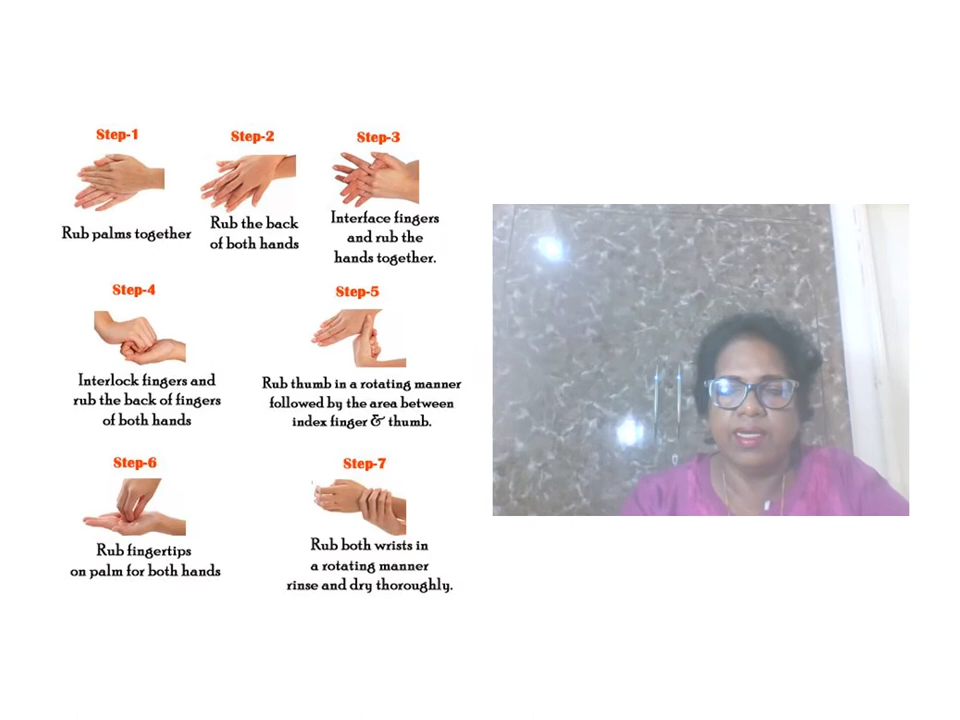 Step-1
Rub palms together
Step-2
Rub the back
of both hands
Step-3
Interface fingers
and rub the
hands together.
Step-4
Interlock fingers and
rub the back of fingers
of both hands
Step-5
Rub thumb in a rotating manner
followed by the area between
index finger & thumb.
Step-6
Rub fingertips
on palm for both hands
Step-7
Rub both wrists in
a rotating manner
rinse and dry thoroughly.